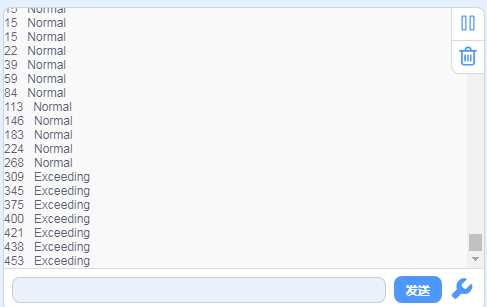 15 Normal
15 Normal
15 Normal
22 Normal
39 Normal
59 Normal
84 Normal
113 Normal
146 Normal
183 Normal
224 Normal
268 Normal
309 Exceeding
345 Exceeding
375 Exceeding
400 Exceeding
421 Exceeding
438 Exceeding
453 Exceeding
发送